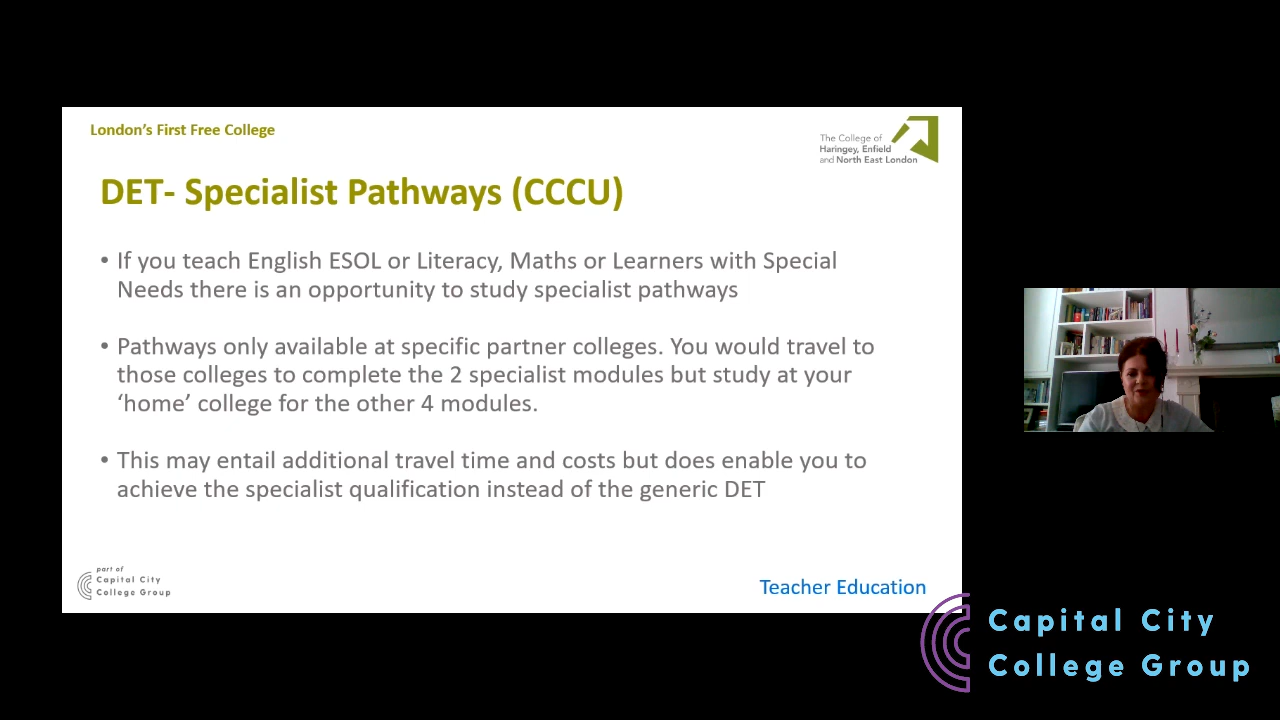 London's First Free College
The College of
Haringey, Enfield
and North East London
DET- Specialist Pathways (CCCU)
• If you teach English ESOL or Literacy, Maths or Learners with Special
Needs there is an opportunity to study specialist pathways
• Pathways only available at specific partner colleges. You would travel to
those colleges to complete the 2 specialist modules but study at your
‘home’ college for the other 4 modules.
• This may entail additional travel time and costs but does enable you to
achieve the specialist qualification instead of the generic DET
part of
Capital City
College Group
Teacher Education
Capital City
College Group